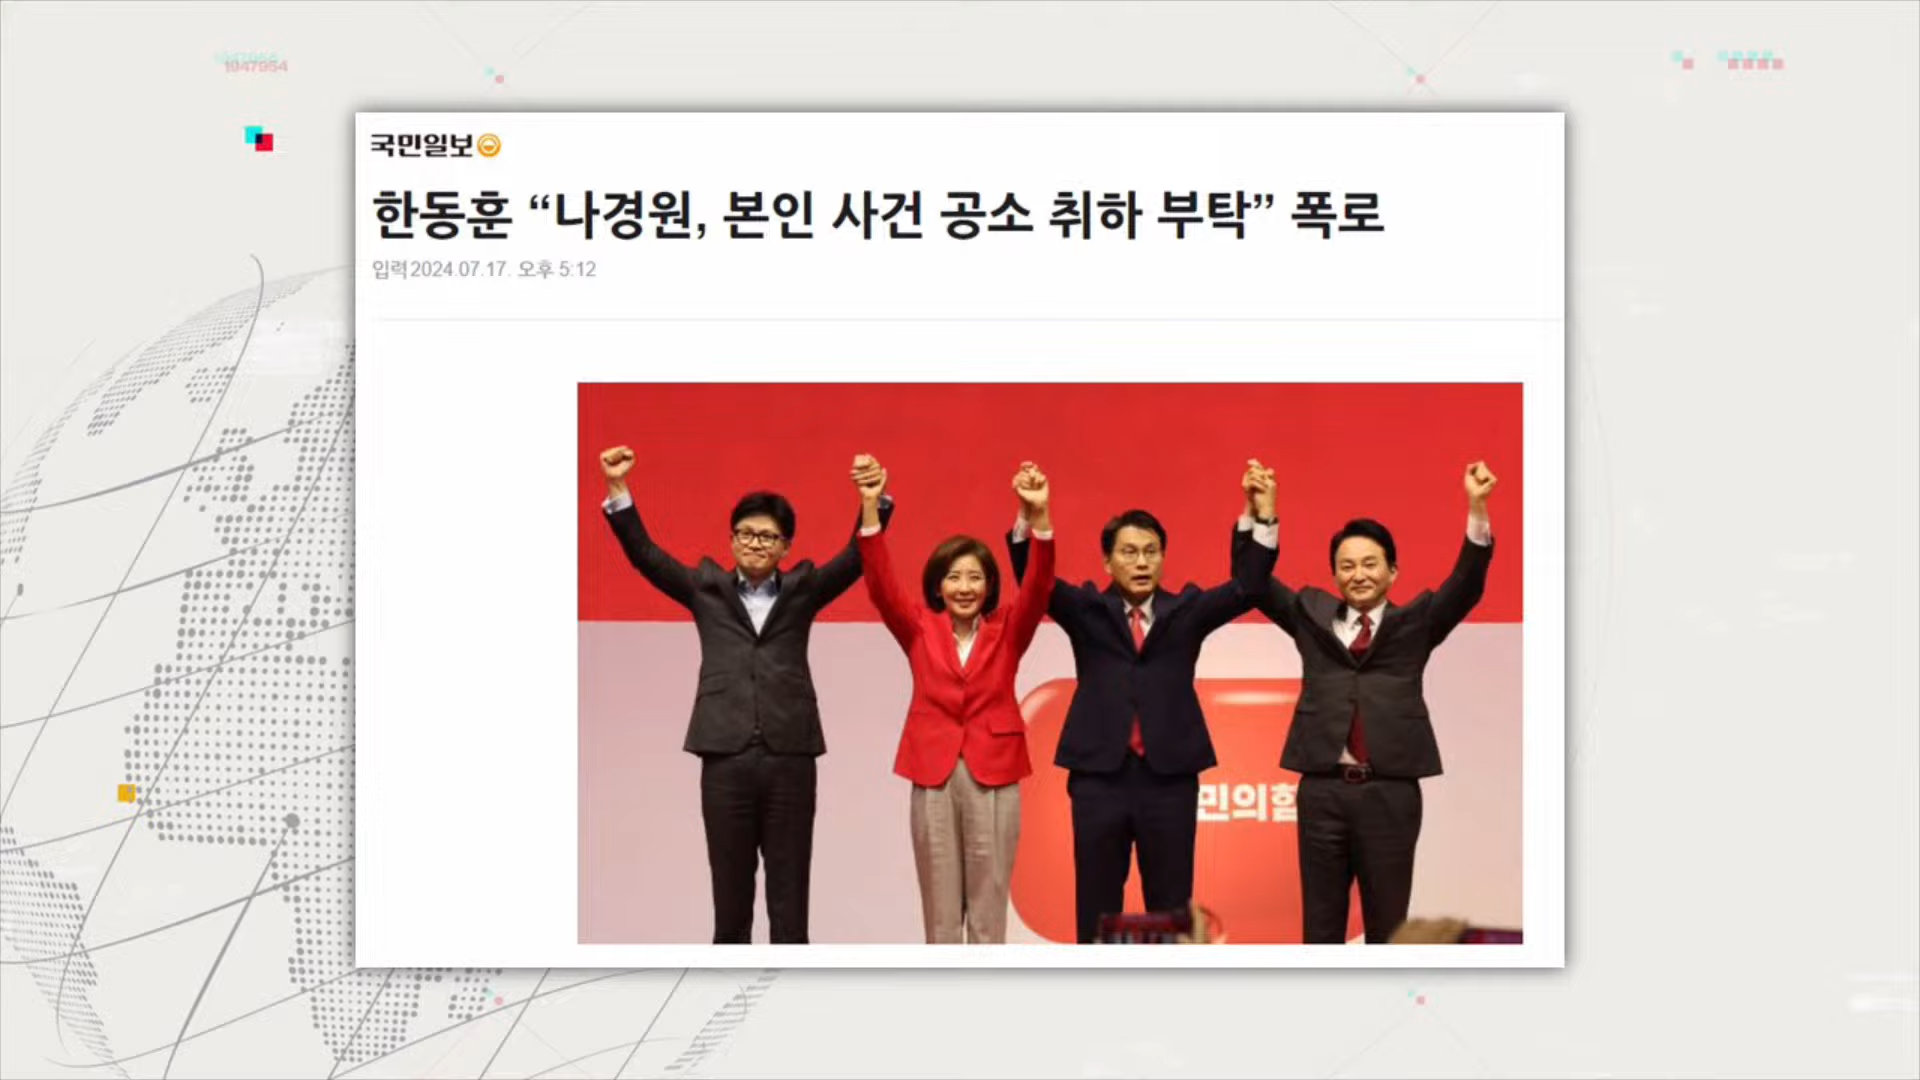 1947954
국민일보
한동훈 “나경원, 본인 사건 공소 취하 부탁” 폭로
입력 2024.07.17. 오후 5:12
민의힘